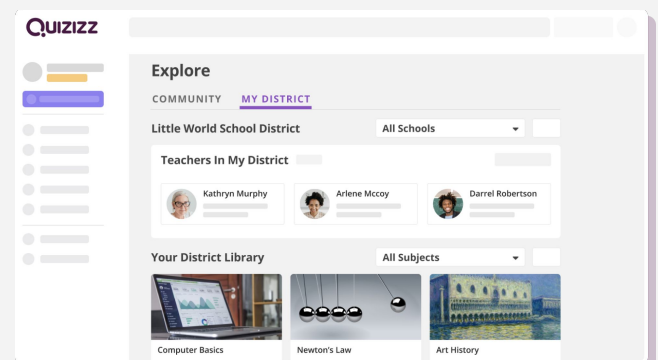 QUIZIZZ
Explore
COMMUNITY MY DISTRICT
Little World School District All Schools
Teachers In My District
Kathryn Murphy Arlene Mccoy Darrel Robertson
Your District Library All Subjects
Computer Basics Newton's Law Art History